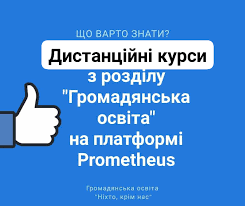 ЩО ВАРТО ЗНАТИ?
Дистанційні курси
з розділу
"Громадянська
освіта"
на платформі
Prometheus
Громадянська освіта
"Ніхто, крім нас"